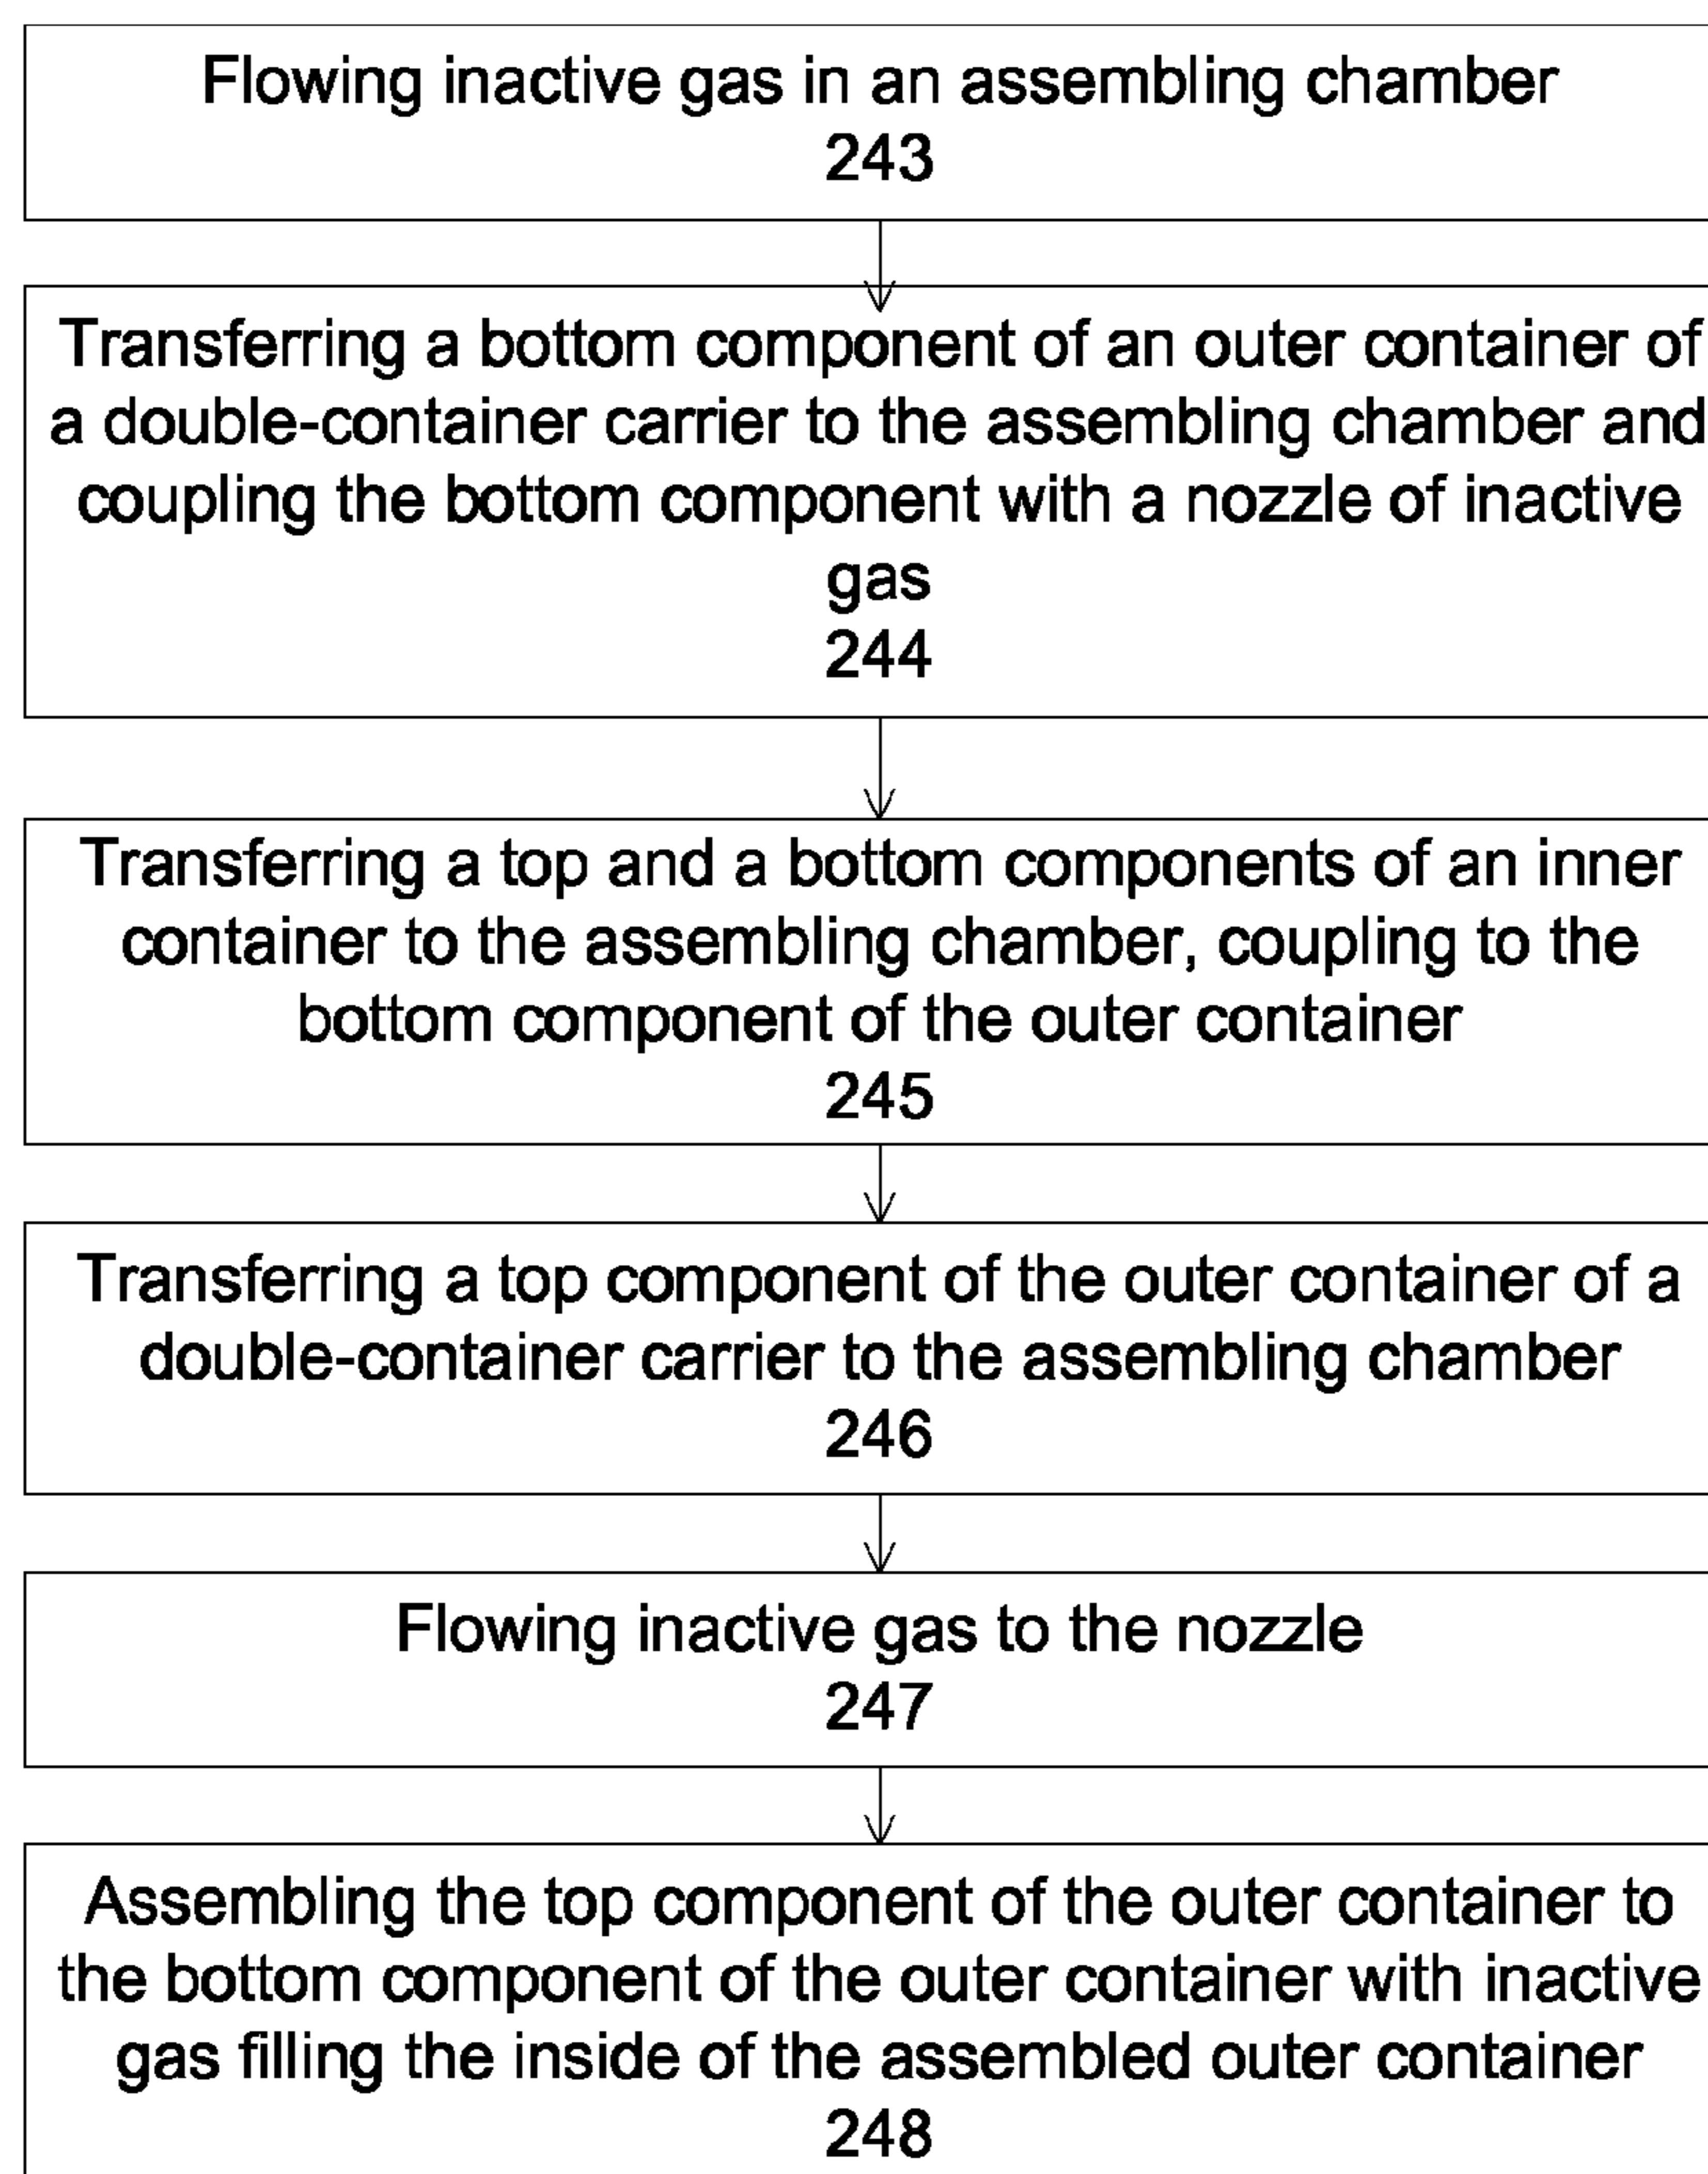 Flowing inactive gas in an assembling chamber
243
Transferring a bottom component of an outer container of
a double-container carrier to the assembling chamber and
coupling the bottom component with a nozzle of inactive
gas
244
Transferring a top and a bottom components of an inner
container to the assembling chamber, coupling to the
bottom component of the outer container
245
Transferring a top component of the outer container of a
double-container carrier to the assembling chamber
246
Flowing inactive gas to the nozzle
247
Assembling the top component of the outer container to
the bottom component of the outer container with inactive
gas filling the inside of the assembled outer container
248